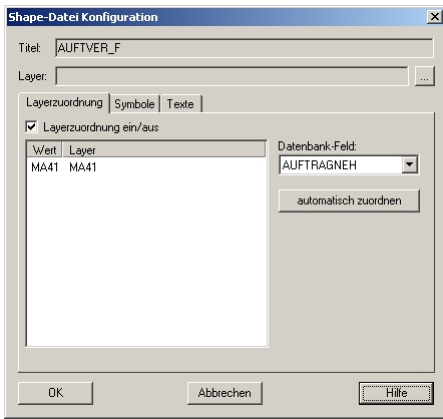 Shape-Datei Konfiguration
Titel: AUFTVER_F
Layer: ...
Layerzuordnung Symbole Texte
Layerzuordnung ein/aus
Wert Layer
MA41 MA41
Datenbank-Feld:
AUFTRAGNEH
automatisch zuordnen
OK Abbrechen Hilfe